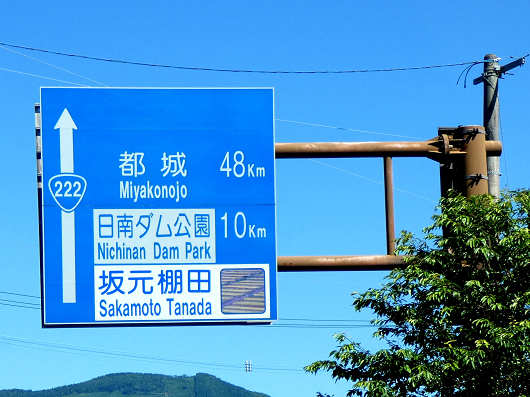 都城 48Km
Miyakonojo
222
日南ダム公園 10Km
Nichinan Dam Park
坂元棚田
Sakamoto Tanada